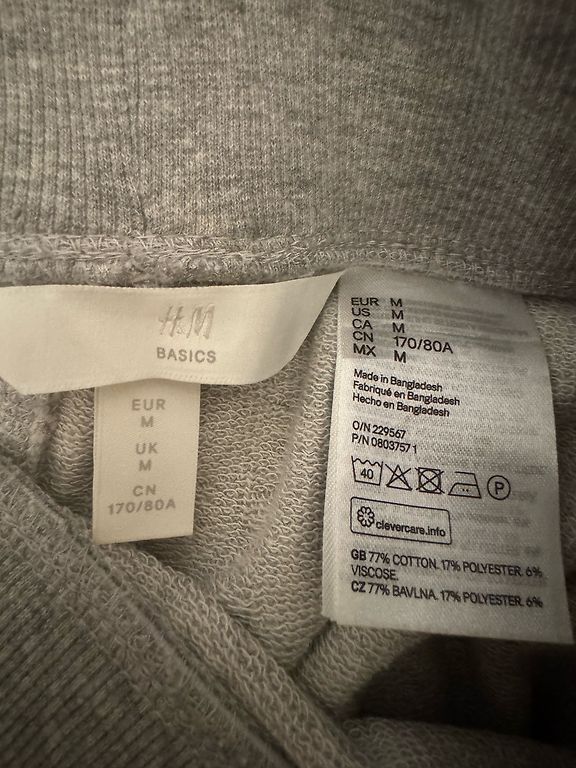 H&M
BASICS
EUR
M
UK
M
CN
170/80A
EUR M
US M
CA M
CN 170/80A
MX M
Made in Bangladesh
Fabriqué en Bangladesh
Hecho en Bangladesh
O/N 229567
P/N 08037571
40
P
clevercare.info
GB 77% COTTON. 17% POLYESTER. 6%
VISCOSE.
CZ 77% BAVLNA. 17% POLYESTER. 6%